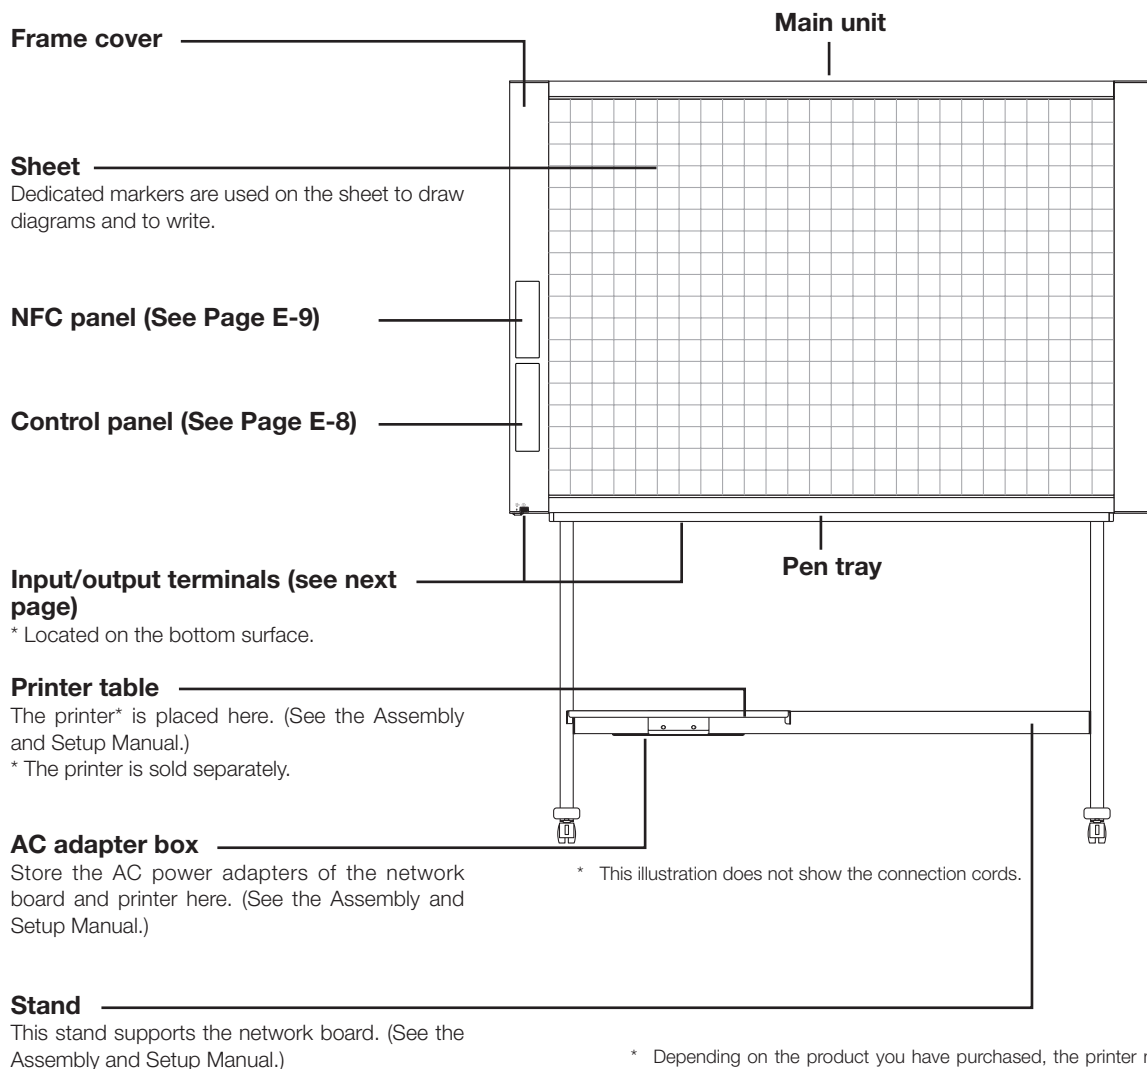 Main unit
Frame cover
Sheet
Dedicated markers are used on the sheet to draw
diagrams and to write.
NFC panel (See Page E-9)
Control panel (See Page E-8)
Input/output terminals (see next
page)
* Located on the bottom surface.
Pen tray
Printer table
The printer* is placed here. (See the Assembly
and Setup Manual.)
* The printer is sold separately.
AC adapter box
Store the AC power adapters of the network
board and printer here. (See the Assembly and
Setup Manual.)
* This illustration does not show the connection cords.
Stand
This stand supports the network board. (See the
Assembly and Setup Manual.)
* Depending on the product you have purchased, the printer